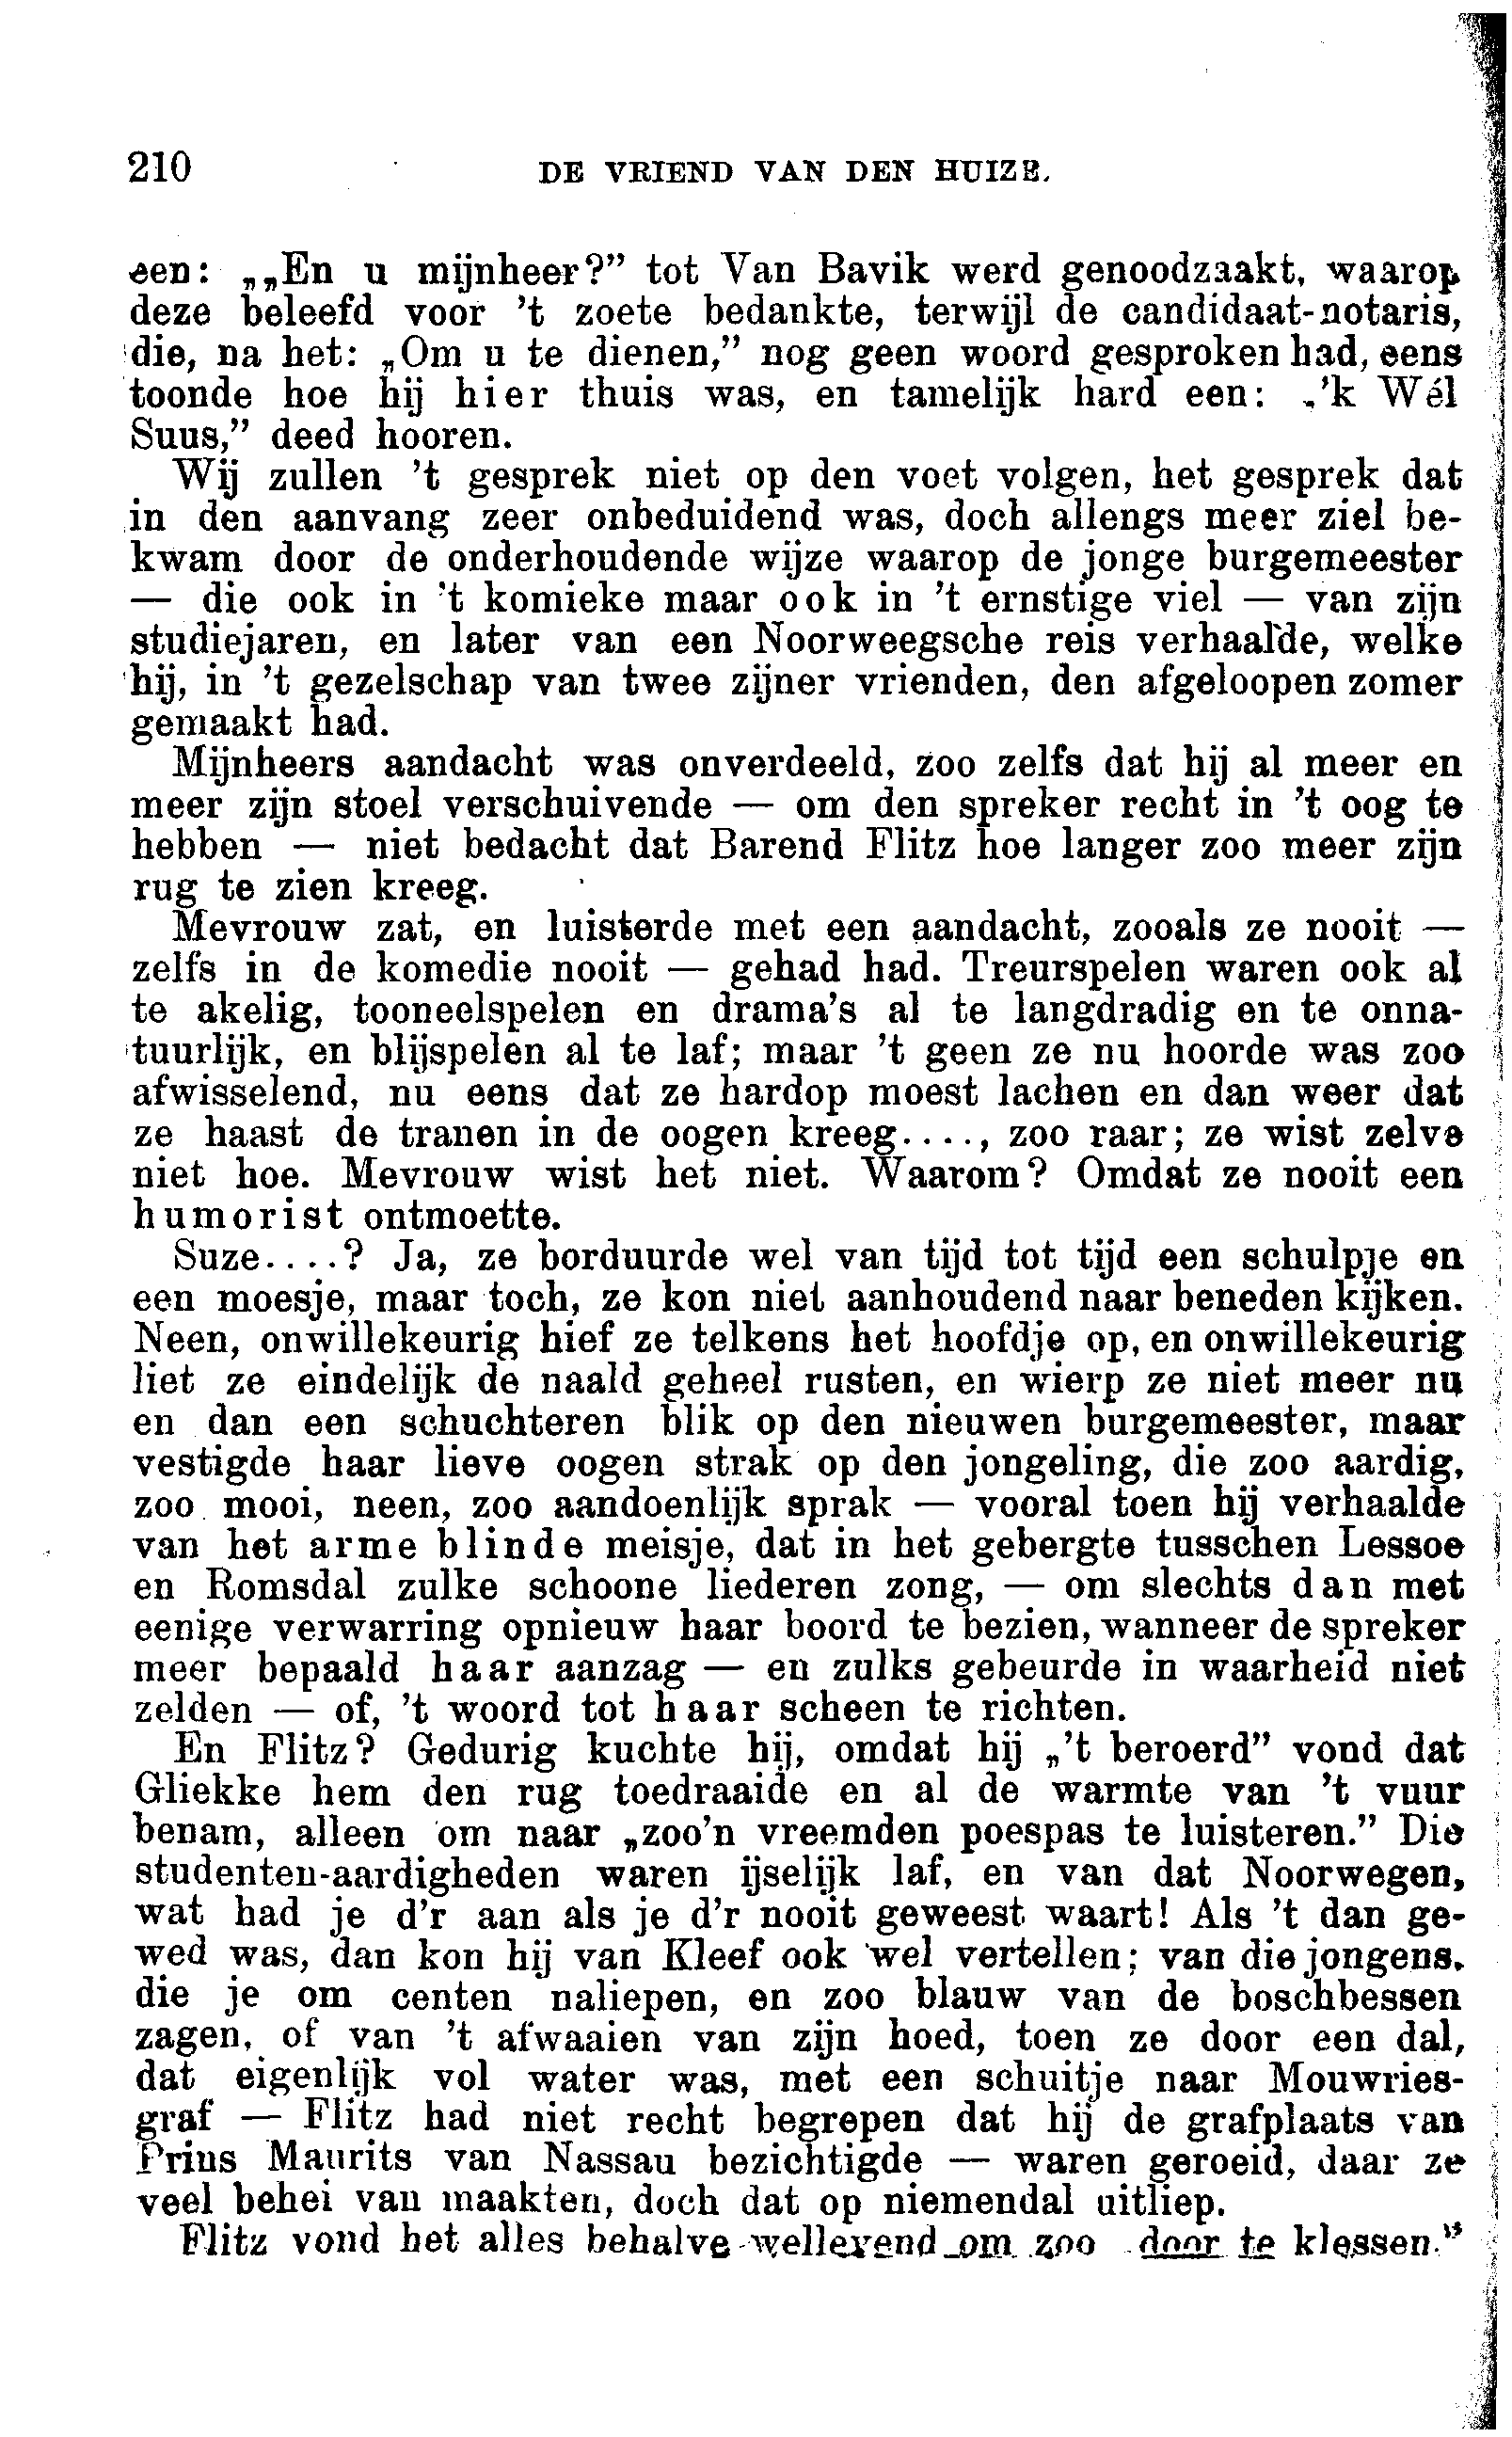 210 DE VRIEND VAN DEN HUIZE.
een: „„En u mijnheer?” tot Van Bavik werd genoodzaakt, waarop
deze beleefd voor 't zoete bedankte, terwijl de candidaat-notaris,
die, na het: „Om u te dienen,” nog geen woord gesproken had, eens
toonde hoe hij hier thuis was, en tamelijk hard een: „'k Wél
Suus,” deed hooren.
Wij zullen 't gesprek niet op den voet volgen, het gesprek dat
in den aanvang zeer onbeduidend was, doch allengs meer ziel be-
kwam door de onderhoudende wijze waarop de jonge burgemeester
— die ook in 't komieke maar ook in 't ernstige viel — van zijn
studiejaren, en later van een Noorweegsche reis verhaalde, welke
hij, in 't gezelschap van twee zijner vrienden, den afgeloopen zomer
gemaakt had.
Mijnheers aandacht was onverdeeld, zoo zelfs dat hij al meer en
meer zijn stoel verschuivende — om den spreker recht in 't oog te
hebben — niet bedacht dat Barend Flitz hoe langer zoo meer zijn
rug te zien kreeg.
Mevrouw zat, en luisterde met een aandacht, zooals ze nooit —
zelfs in de komedie nooit — gehad had. Treurspelen waren ook al
te akelig, tooneelspelen en drama's al te langdradig en te onna-
tuurlijk, en blijspelen al te laf; maar 't geen ze nu hoorde was zoo
afwisselend, nu eens dat ze hardop moest lachen en dan weer dat
ze haast de tranen in de oogen kreeg...., zoo raar; ze wist zelve
niet hoe. Mevrouw wist het niet. Waarom? Omdat ze nooit een
humorist ontmoette.
Suze....? Ja, ze borduurde wel van tijd tot tijd een schulpje en
een moesje, maar toch, ze kon niet aanhoudend naar beneden kijken.
Neen, onwillekeurig hief ze telkens het hoofdje op, en onwillekeurig
liet ze eindelijk de naald geheel rusten, en wierp ze niet meer nu
en dan een schuchteren blik op den nieuwen burgemeester, maar
vestigde haar lieve oogen strak op den jongeling, die zoo aardig,
zoo mooi, neen, zoo aandoenlijk sprak — vooral toen hij verhaalde
van het arme blinde meisje, dat in het gebergte tusschen Lessoe
en Romsdal zulke schoone liederen zong, — om slechts dan met
eenige verwarring opnieuw haar boord te bezien, wanneer de spreker
meer bepaald haar aanzag — en zulks gebeurde in waarheid niet
zelden — of, 't woord tot haar scheen te richten.
En Flitz? Gedurig kuchte hij, omdat hij „'t beroerd” vond dat
Gliekke hem den rug toedraaide en al de warmte van 't vuur
benam, alleen om naar „zoo'n vreemden poespas te luisteren.” Die
studenten-aardigheden waren ijselijk laf, en van dat Noorwegen,
wat had je d'r aan als je d'r nooit geweest waart! Als 't dan ge-
wed was, dan kon hij van Kleef ook wel vertellen; van die jongens.
die je om centen naliepen, en zoo blauw van de boschbessen
zagen, of van 't afwaaien van zijn hoed, toen ze door een dal,
dat eigenlijk vol water was, met een schuitje naar Mouwries-
graf — Flitz had niet recht begrepen dat hij de grafplaats van
Prins Maurits van Nassau bezichtigde — waren geroeid, daar ze
veel behei van maakten, doch dat op niemendal uitliep.
Flitz vond het alles behalve wellevend om zoo door te klessen.”